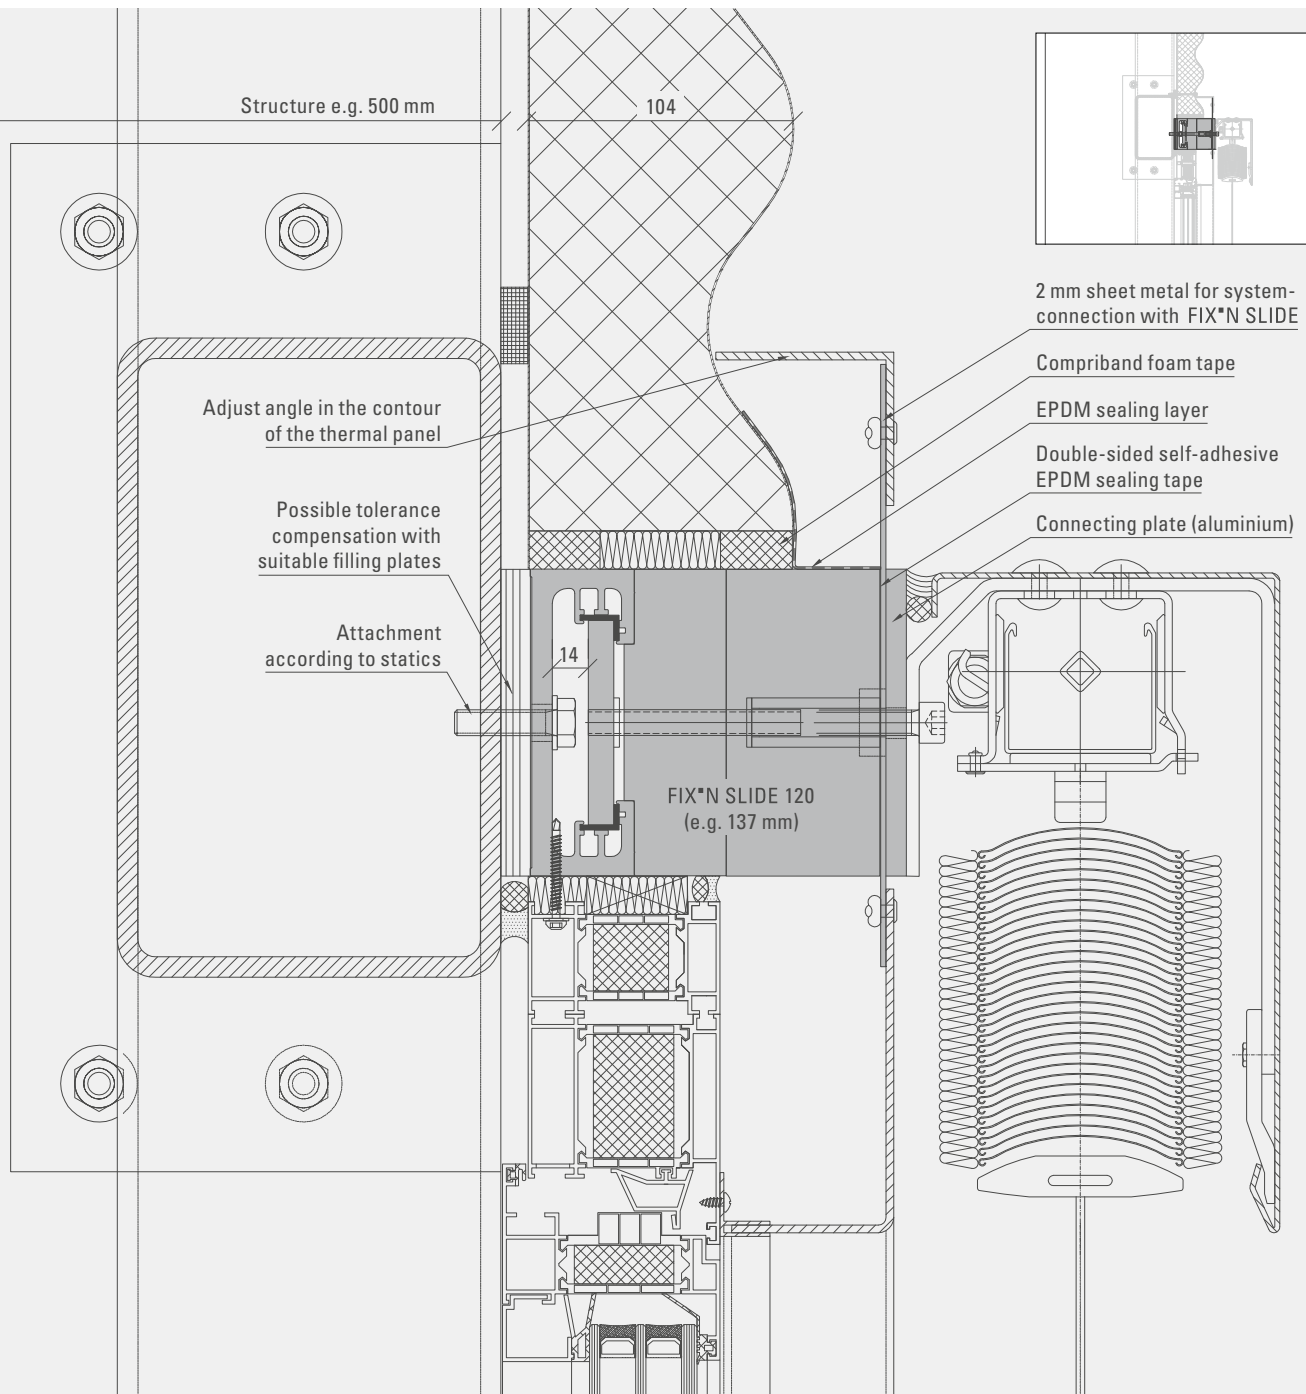 Structure e.g. 500 mm
104
2 mm sheet metal for system-
connection with FIX■N SLIDE
Compriband foam tape
EPDM sealing layer
Double-sided self-adhesive
EPDM sealing tape
Connecting plate (aluminium)
Adjust angle in the contour
of the thermal panel
Possible tolerance
compensation with
suitable filling plates
Attachment
according to statics
14
FIX■N SLIDE 120
(e.g. 137 mm)